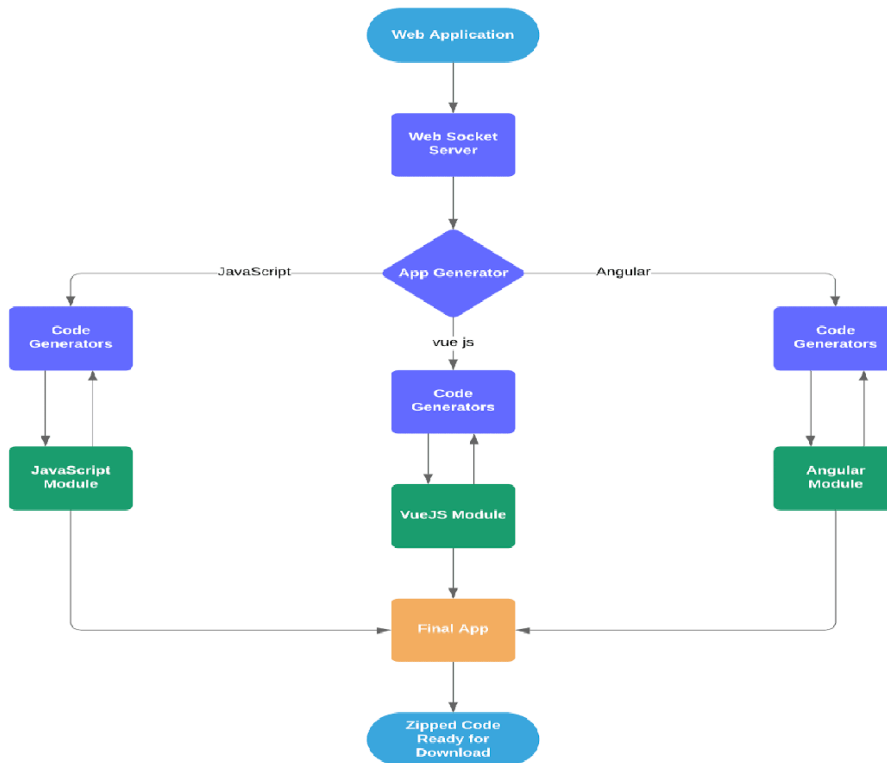 Web Application
Web Socket
Server
App Generator
JavaScript
Angular
vue js
Code
Generators
Code
Generators
Code
Generators
JavaScript
Module
VueJS Module
Angular
Module
Final App
Zipped Code
Ready for
Download